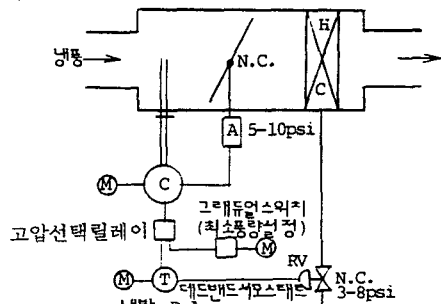 H
냉풍
N.C.
C
A 5-10psi
M C
그래듀얼스위치
(최소풍량설정)
고압선택릴레이
M
RV
M T N.C.
데드밴드서모스태트 3-8psi